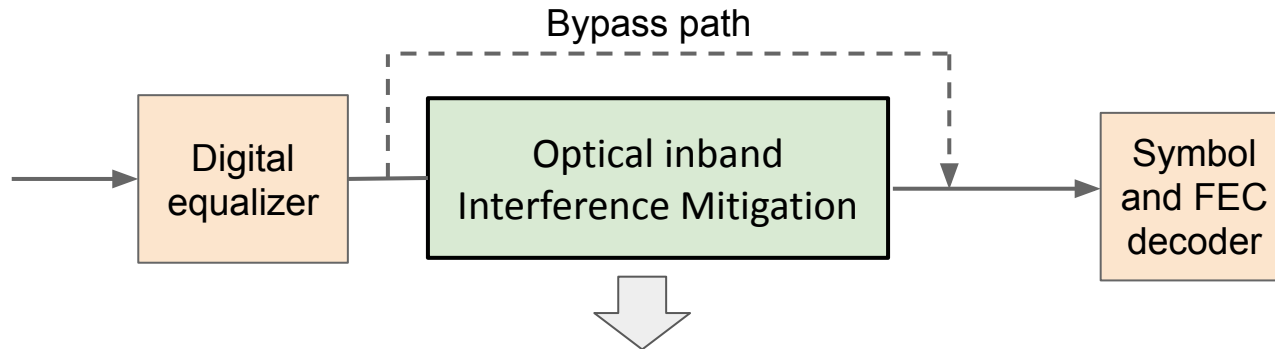 Bypass path
Digital
equalizer
Optical inband
Interference Mitigation
Symbol
and FEC
decoder